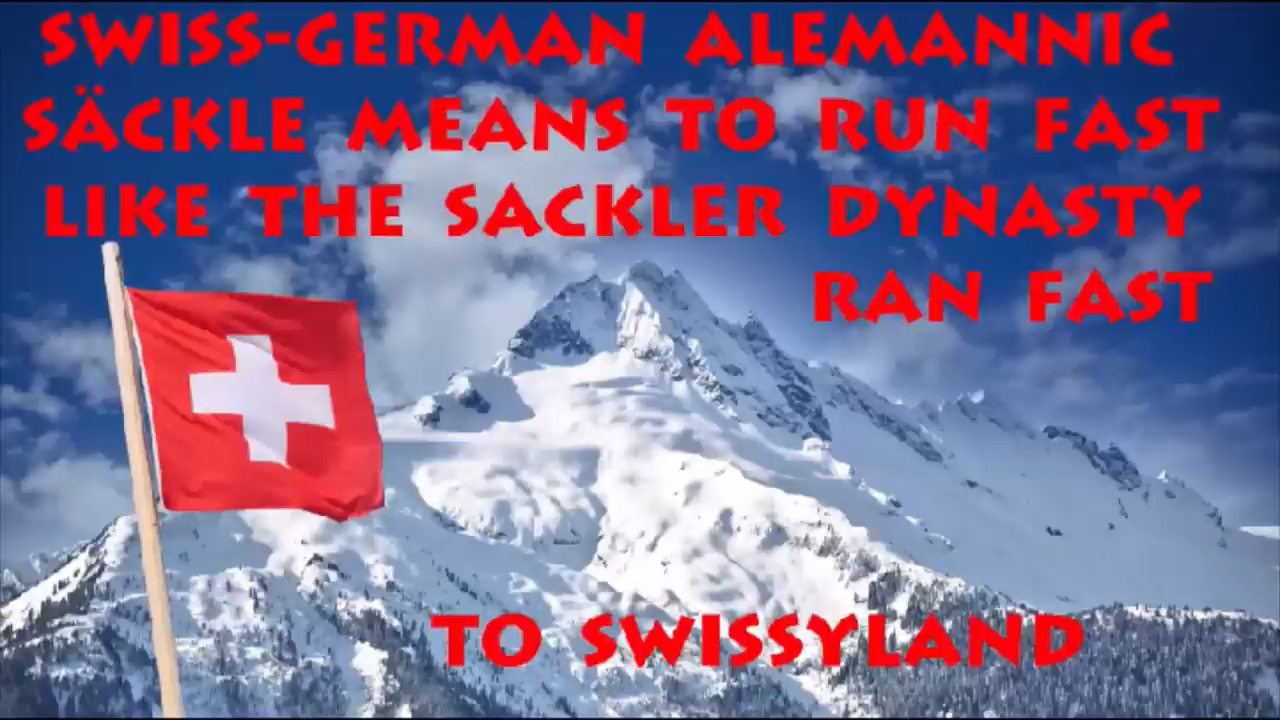 SWISS-GERMAN ALEMANNIC
SÄCKLE MEANS TO RUN FAST
LIKE THE SACKLER DYNASTY
RAN FAST
TO SWISSYLAND